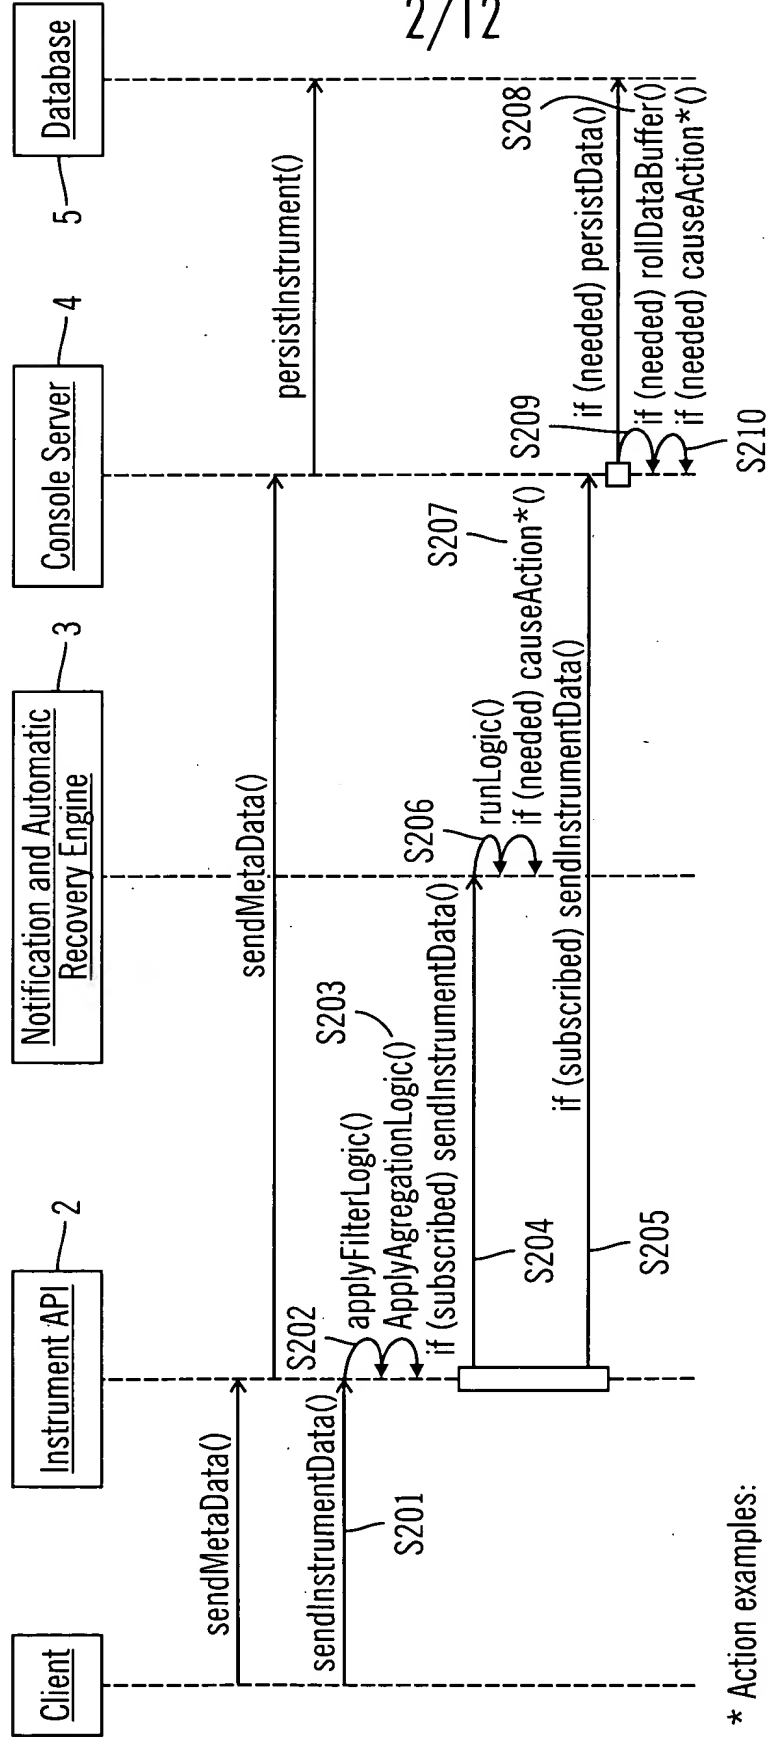 2/12
Client
Instrument API
2
Notification and Automatic
Recovery Engine
3
Console Server
4
Database
5
sendMetaData()
sendMetaData()
persistInstrument()
sendInstrumentData()
S201
S202
applyFilterLogic()
ApplyAgregationLogic()
S203
if (subscribed) sendInstrumentData()
S204
S206
runLogic()
if (needed) causeAction*()
S207
if (subscribed) sendInstrumentData()
S205
if (needed) persistData()
S208
S209
if (needed) rollDataBuffer()
if (needed) causeAction*()
S210
* Action examples: